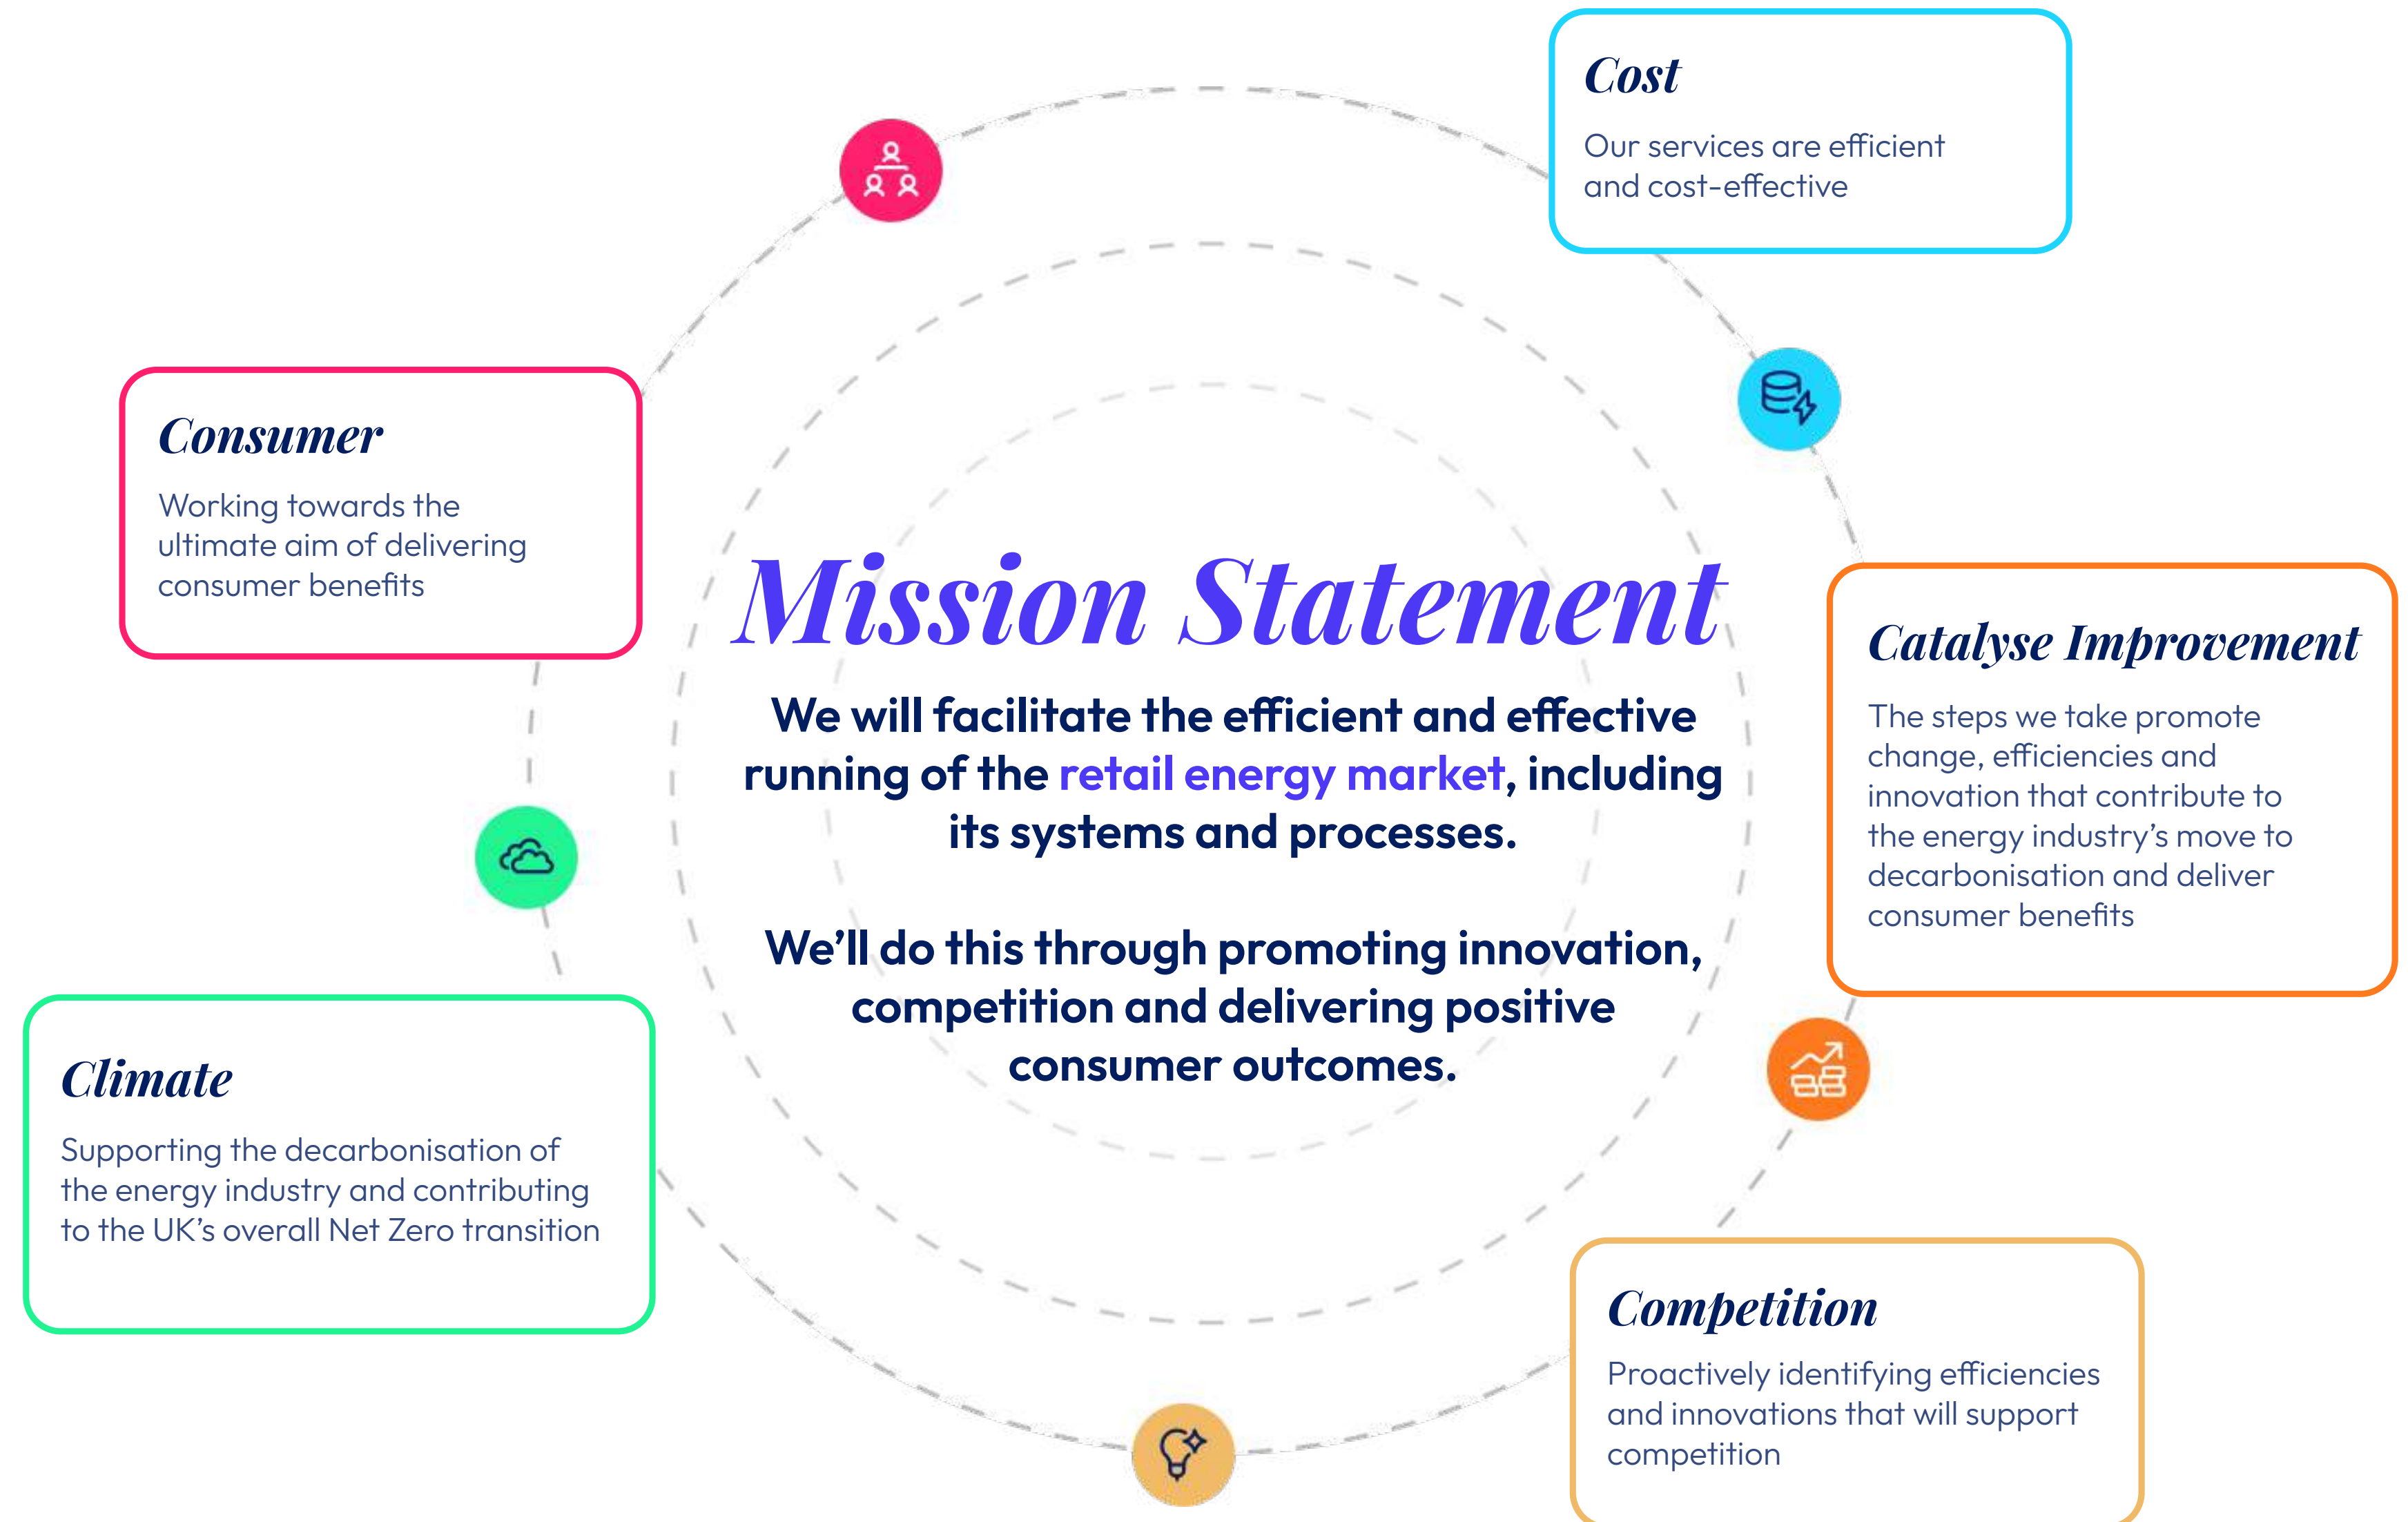 Cost
Our services are efficient
and cost-effective
Consumer
Working towards the
ultimate aim of delivering
consumer benefits
Mission Statement
We will facilitate the efficient and effective
running of the retail energy market, including
its systems and processes.
We'll do this through promoting innovation,
competition and delivering positive
consumer outcomes.
Catalyse Improvement
The steps we take promote
change, efficiencies and
innovation that contribute to
the energy industry's move to
decarbonisation and deliver
consumer benefits
Climate
Supporting the decarbonisation of
the energy industry and contributing
to the UK's overall Net Zero transition
Competition
Proactively identifying efficiencies
and innovations that will support
competition